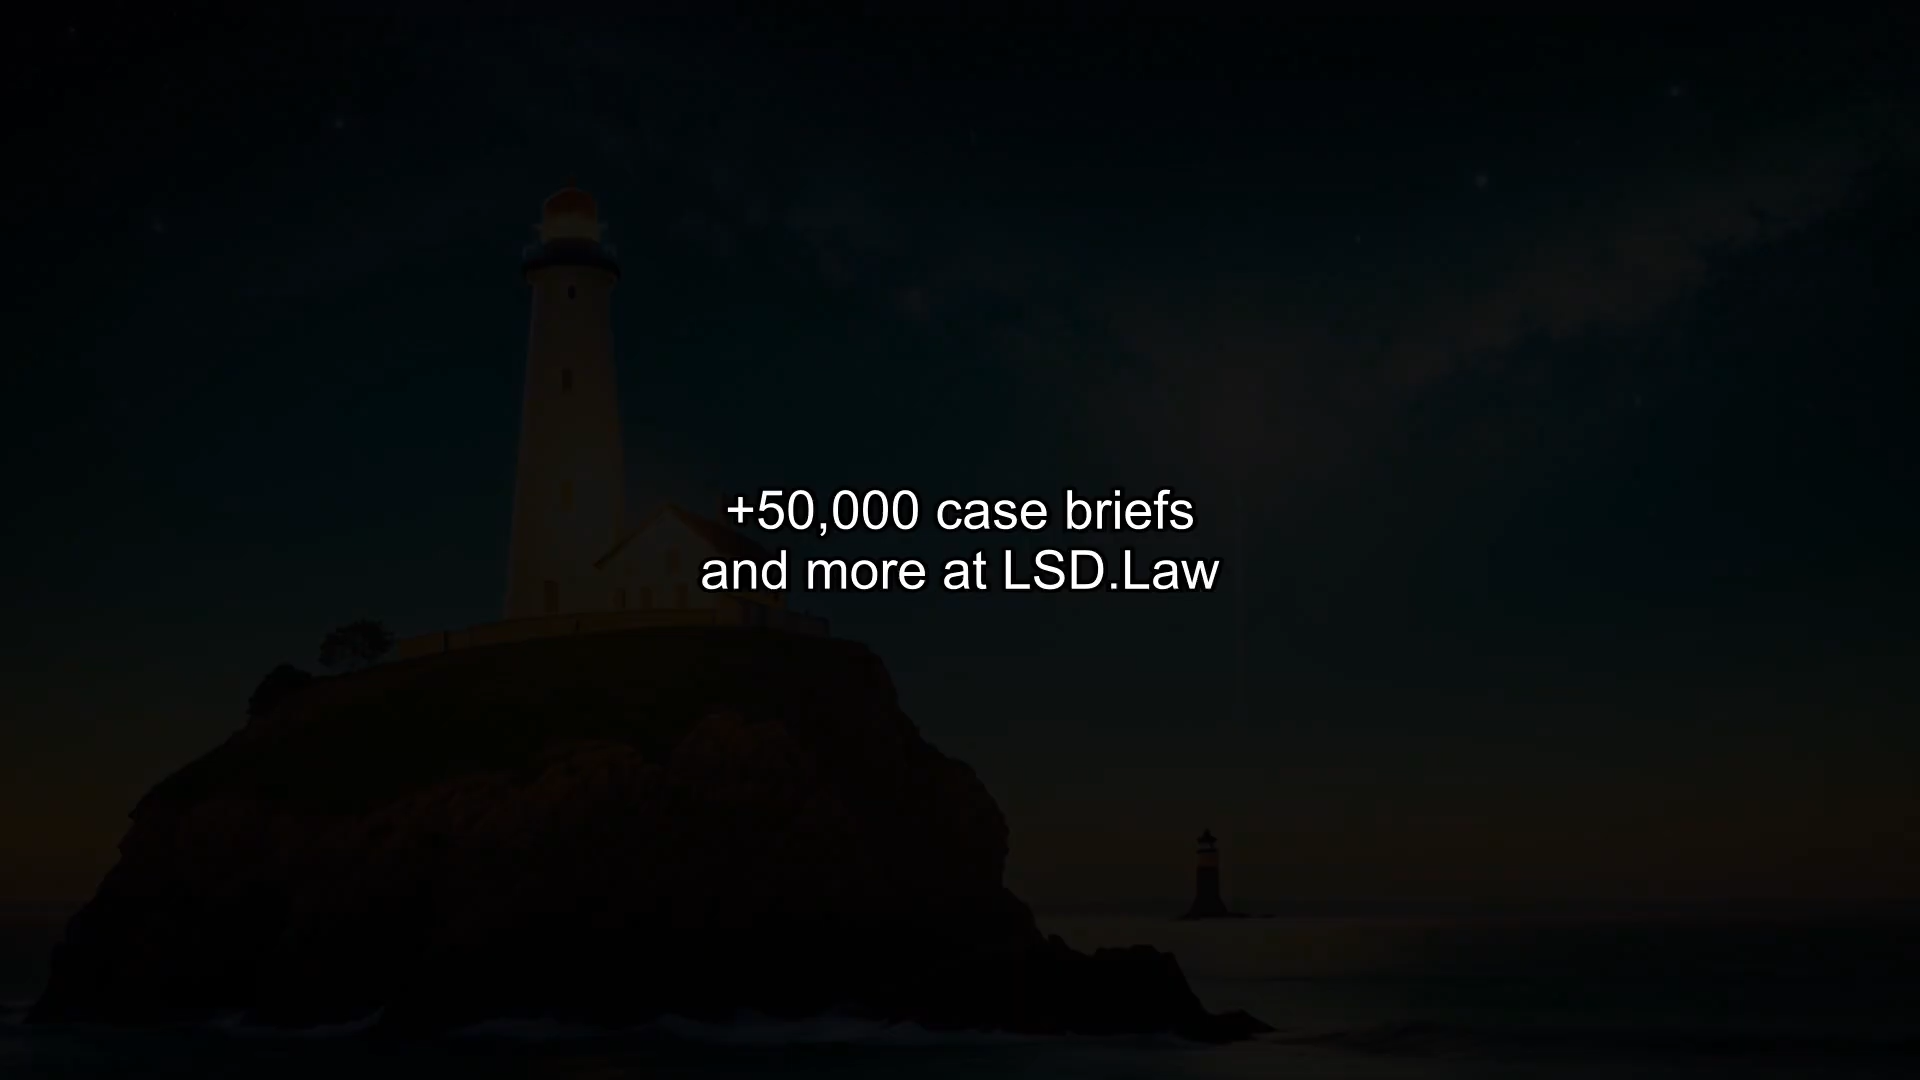 +50,000 case briefs
and more at LSD.Law